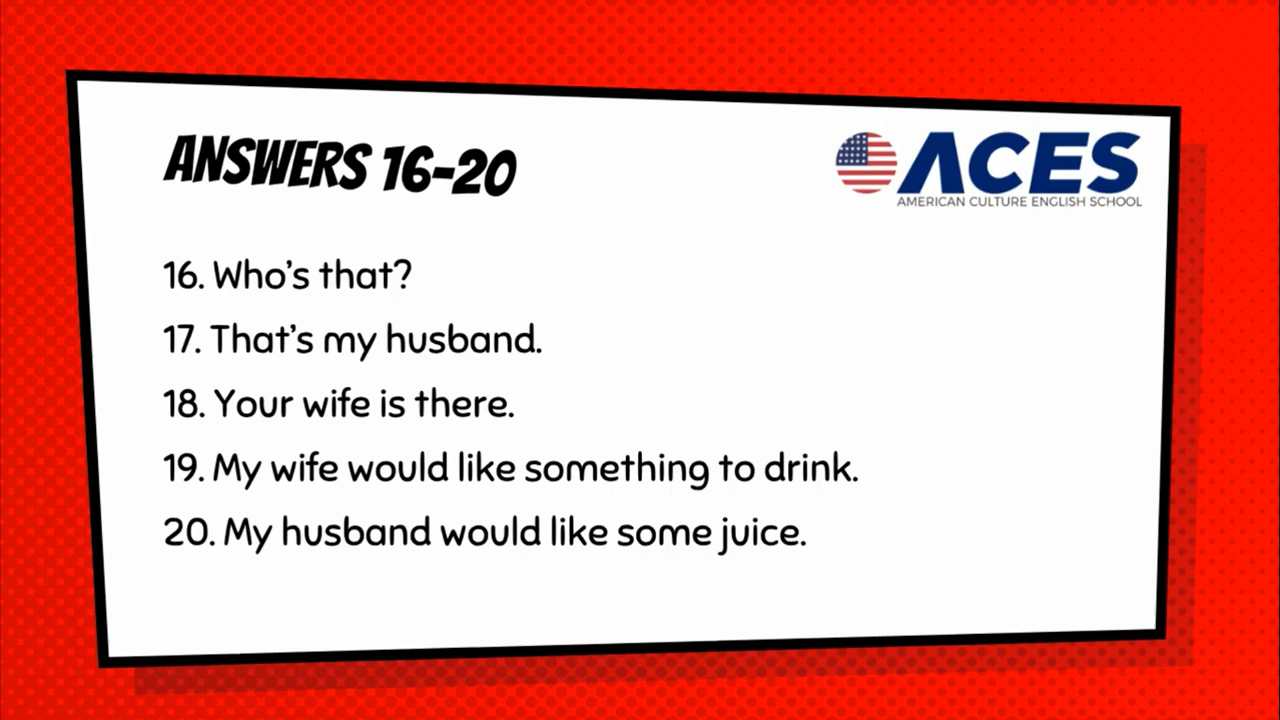 ANSWERS 16-20
ACES
AMERICAN CULTURE ENGLISH SCHOOL
16. Who's that?
17. That's my husband.
18. Your wife is there.
19. My wife would like something to drink.
20. My husband would like some juice.